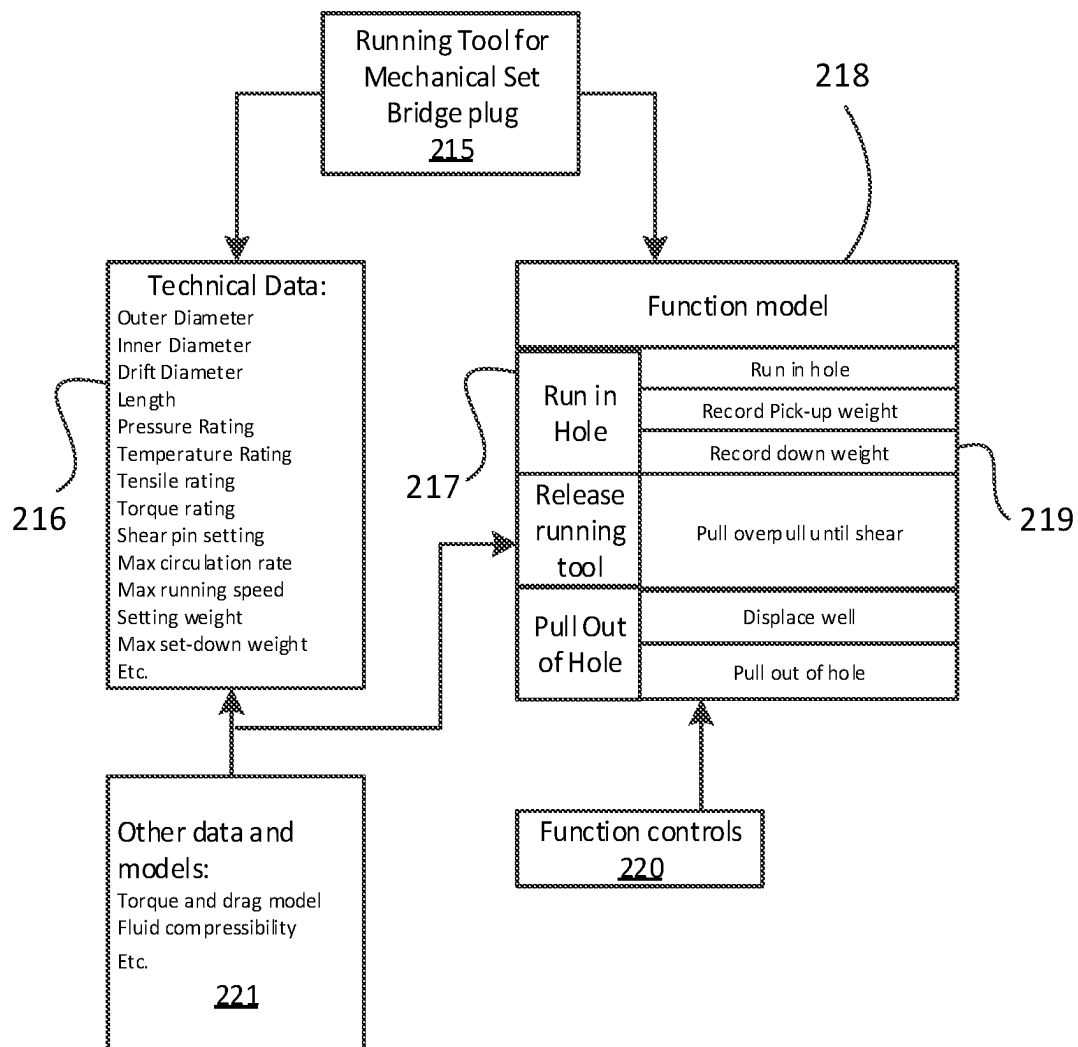 Running Tool for
Mechanical Set
Bridge plug
215
218
Technical Data:
Outer Diameter
Inner Diameter
Drift Diameter
Length
Pressure Rating
Temperature Rating
Tensile rating
Torque rating
Shear pin setting
Max circulation rate
Max running speed
Setting weight
Max set-down weight
Etc.
216
Function model
217
Run in
Hole
Run in hole
Record Pick-up weight
Record down weight
219
Release
running
tool
Pull overpull until shear
Pull Out
of Hole
Displace well
Pull out of hole
Other data and
models:
Torque and drag model
Fluid compressibility
Etc.
221
Function controls
220